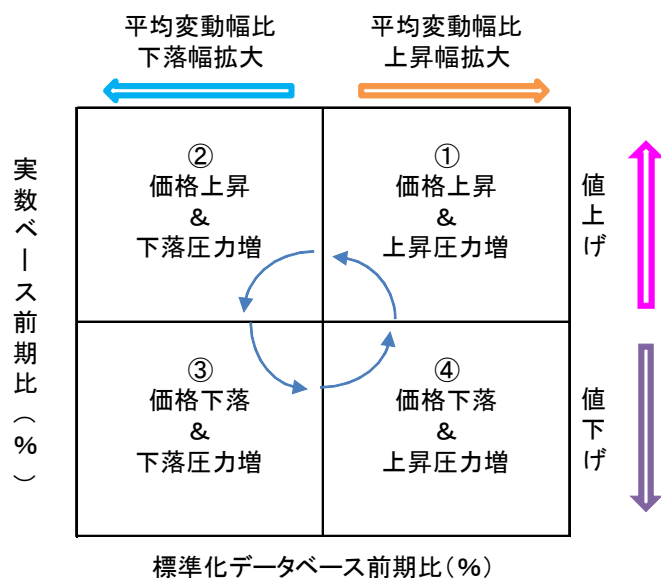 平均変動幅比
下落幅拡大
平均変動幅比
上昇幅拡大
実数ベース前期比(%)
②
価格上昇
&
下落圧力増
①
価格上昇
&
上昇圧力増
値上げ
③
価格下落
&
下落圧力増
④
価格下落
&
上昇圧力増
値下げ
標準化データベース前期比(%)